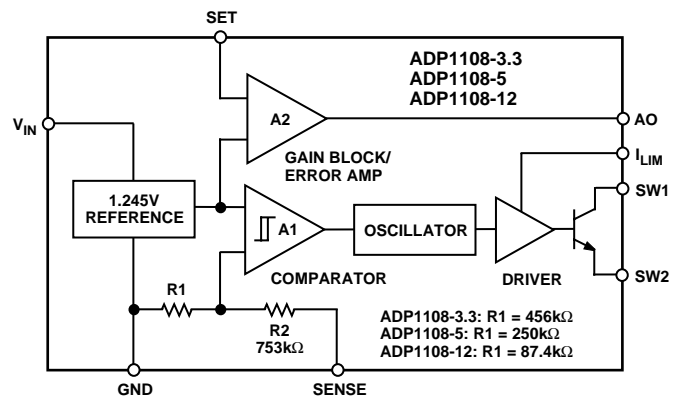 SET
ADP1108-3.3
ADP1108-5
ADP1108-12
VIN
A2
AO
GAIN BLOCK/
ERROR AMP
ILIM
1.245V
REFERENCE
SW1
A1
OSCILLATOR
COMPARATOR
DRIVER
SW2
R1
R2
753kΩ
ADP1108-3.3: R1 = 456kΩ
ADP1108-5: R1 = 250kΩ
ADP1108-12: R1 = 87.4kΩ
GND
SENSE